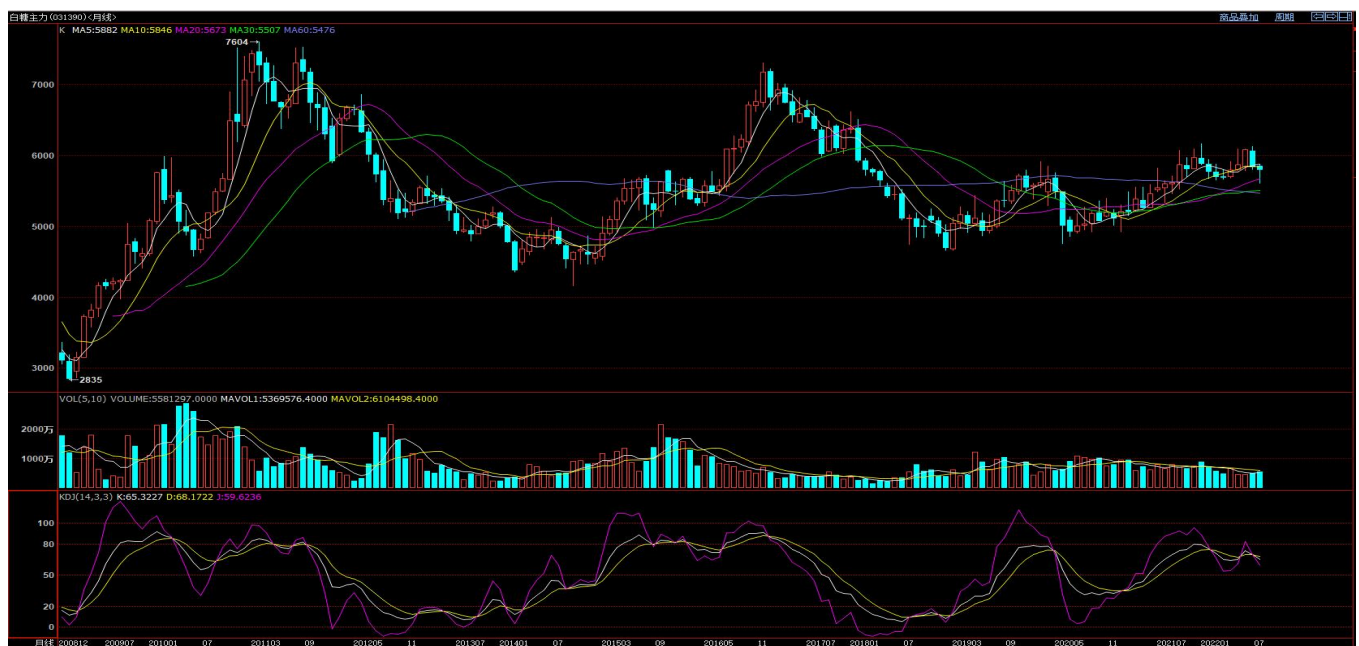 白糖主力(031390)<月线> 商品叠加 周期
K MA5:5882 MA10:5846 MA20:5673 MA30:5507 MA60:5476
7604
7000
6000
5000
4000
3000
2835
VOL(5,10) VOLUME:5581297.0000 MAVOL1:5369576.4000 MAVOL2:6104498.4000
2000万
1000万
KDJ(14,3,3) K:65.3227 D:68.1722 J:59.6236
100
80
50
20
0
月线 200812 200907 201001 07 201103 09 201205 11 201307 201401 07 201503 09 201605 11 201707 201801 07 201903 09 202005 11 202107 202201 07